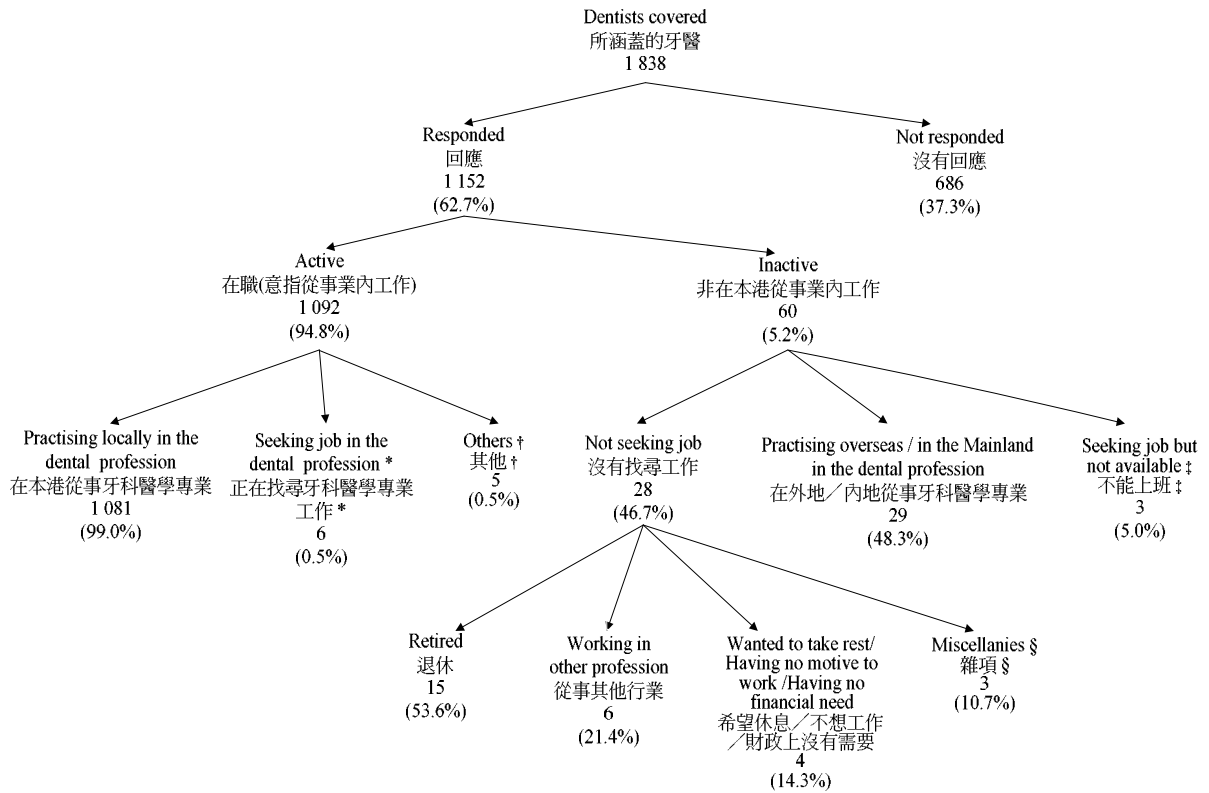 Dentists covered
所涵蓋的牙醫
1 838
Responded
回應
1 152
(62.7%)
Not responded
沒有回應
686
(37.3%)
Active
在職(意指從事業內工作)
1 092
(94.8%)
Inactive
非在本港從事業內工作
60
(5.2%)
Practising locally in the
dental profession
在本港從事牙科醫學專業
1 081
(99.0%)
Seeking job in the
dental profession *
正在找尋牙科醫學專業
工作 *
6
(0.5%)
Others †
其他 †
5
(0.5%)
Not seeking job
沒有找尋工作
28
(46.7%)
Practising overseas / in the Mainland
in the dental profession
在外地／內地從事牙科醫學專業
29
(48.3%)
Seeking job but
not available ‡
不能上班 ‡
3
(5.0%)
Retired
退休
15
(53.6%)
Working in
other profession
從事其他行業
6
(21.4%)
Wanted to take rest/
Having no motive to
work /Having no
financial need
希望休息／不想工作
／財政上沒有需要
4
(14.3%)
Miscellanies §
雜項 §
3
(10.7%)